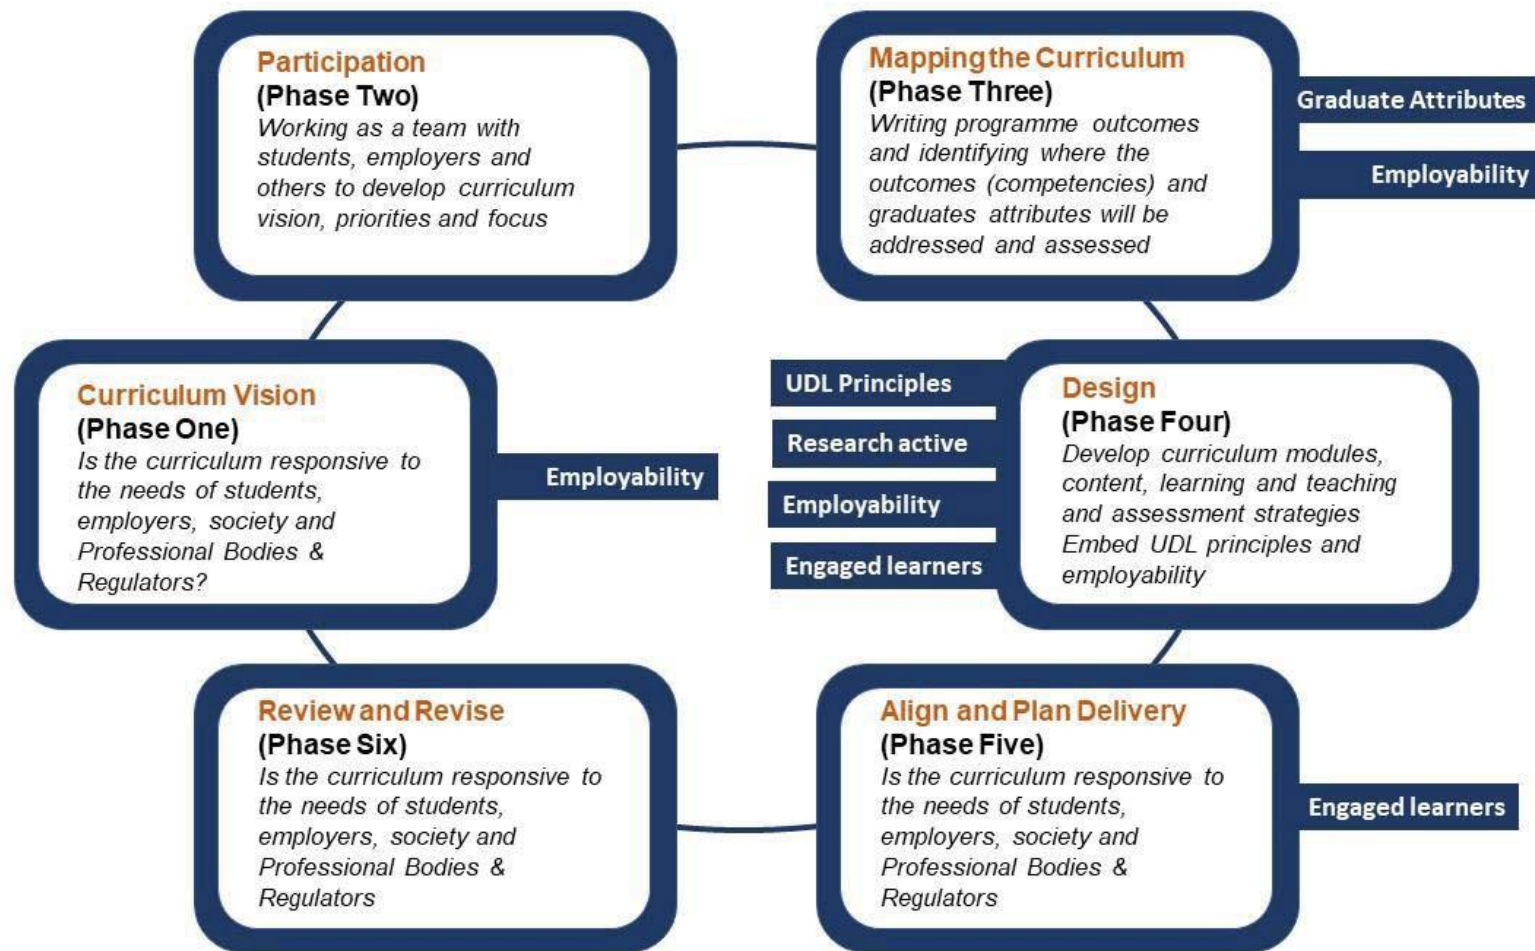 Participation
(Phase Two)
Working as a team with
students, employers and
others to develop curriculum
vision, priorities and focus
Mapping the Curriculum
(Phase Three)
Writing programme outcomes
and identifying where the
outcomes (competencies) and
graduates attributes will be
addressed and assessed
Graduate Attributes
Employability
Curriculum Vision
(Phase One)
Is the curriculum responsive to
the needs of students,
employers, society and
Professional Bodies &
Regulators?
Employability
UDL Principles
Research active
Employability
Engaged learners
Design
(Phase Four)
Develop curriculum modules,
content, learning and teaching
and assessment strategies
Embed UDL principles and
employability
Review and Revise
(Phase Six)
Is the curriculum responsive to
the needs of students,
employers, society and
Professional Bodies &
Regulators
Align and Plan Delivery
(Phase Five)
Is the curriculum responsive to
the needs of students,
employers, society and
Professional Bodies &
Regulators
Engaged learners